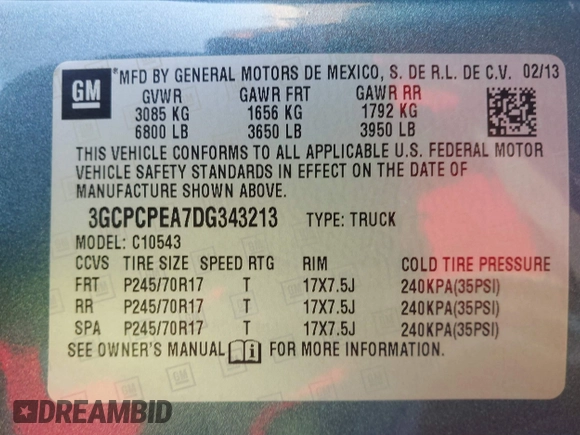 GM
*MFD BY GENERAL MOTORS DE MEXICO, S. DE R.L. DE C.V. 02/13
GVWR GAWR FRT GAWR RR
3085 KG 1656 KG 1792 KG
6800 LB 3650 LB 3950 LB
THIS VEHICLE CONFORMS TO ALL APPLICABLE U.S. FEDERAL MOTOR
VEHICLE SAFETY STANDARDS IN EFFECT ON THE DATE OF
MANUFACTURE SHOWN ABOVE.
3GCPCPEA7DG343213 TYPE: TRUCK
MODEL: C10543
CCVS TIRE SIZE SPEED RTG RIM COLD TIRE PRESSURE
FRT P245/70R17 T 17X7.5J 240KPA(35PSI)
RR P245/70R17 T 17X7.5J 240KPA(35PSI)
SPA P245/70R17 T 17X7.5J 240KPA(35PSI)
SEE OWNER'S MANUAL FOR MORE INFORMATION.
DREAMBID